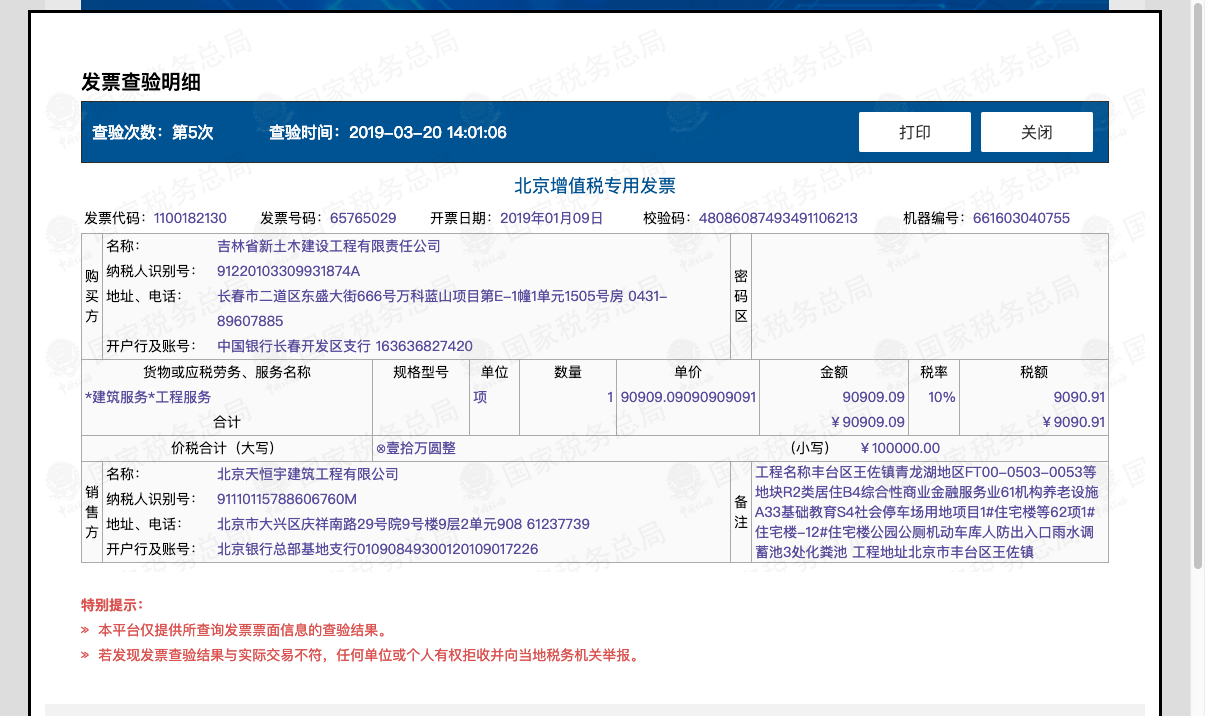 发票查验明细
查验次数：第5次 查验时间：2019-03-20 14:01:06 打印 关闭
北京增值税专用发票
发票代码：1100182130 发票号码：65765029 开票日期：2019年01月09日 校验码：48086087493491106213 机器编号：661603040755
购买方
名称： 吉林省新土木建设工程有限责任公司
纳税人识别号： 91220103309931874A
地址、电话： 长春市二道区东盛大街666号万科蓝山项目第E-1幢1单元1505号房 0431-
89607885
开户行及账号： 中国银行长春开发区支行 163636827420
密码区
货物或应税劳务、服务名称 规格型号 单位 数量 单价 金额 税率 税额
*建筑服务*工程服务 项 1 90909.09090909091 90909.09 10% 9090.91
合计 ￥90909.09 ￥9090.91
价税合计（大写） ⊗壹拾万圆整 （小写） ￥100000.00
销售方
名称： 北京天恒宇建筑工程有限公司
纳税人识别号： 91110115788606760M
地址、电话： 北京市大兴区庆祥南路29号院9号楼9层2单元908 61237739
开户行及账号： 北京银行总部基地支行01090849300120109017226
备注
工程名称丰台区王佐镇青龙湖地区FT00-0503-0053等
地块R2类居住B4综合性商业金融服务业61机构养老设施
A33基础教育S4社会停车场用地项目1#住宅楼等62项1#
住宅楼-12#住宅楼公园公厕机动车库人防出入口雨水调
蓄池3处化粪池 工程地址北京市丰台区王佐镇
特别提示：
» 本平台仅提供所查询发票票面信息的查验结果。
» 若发现发票查验结果与实际交易不符，任何单位或个人有权拒收并向当地税务机关举报。
国家税务总局